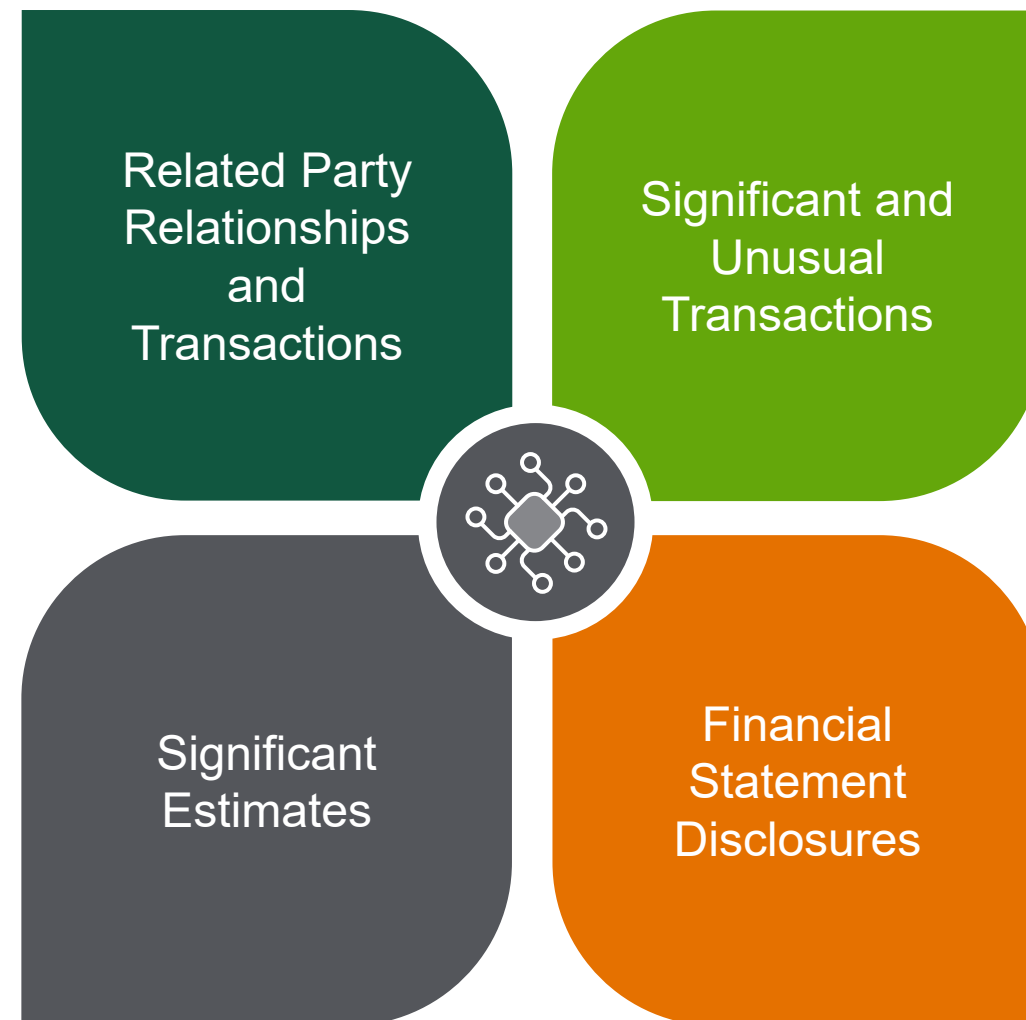 Related Party
Relationships
and
Transactions
Significant and
Unusual
Transactions
Significant
Estimates
Financial
Statement
Disclosures